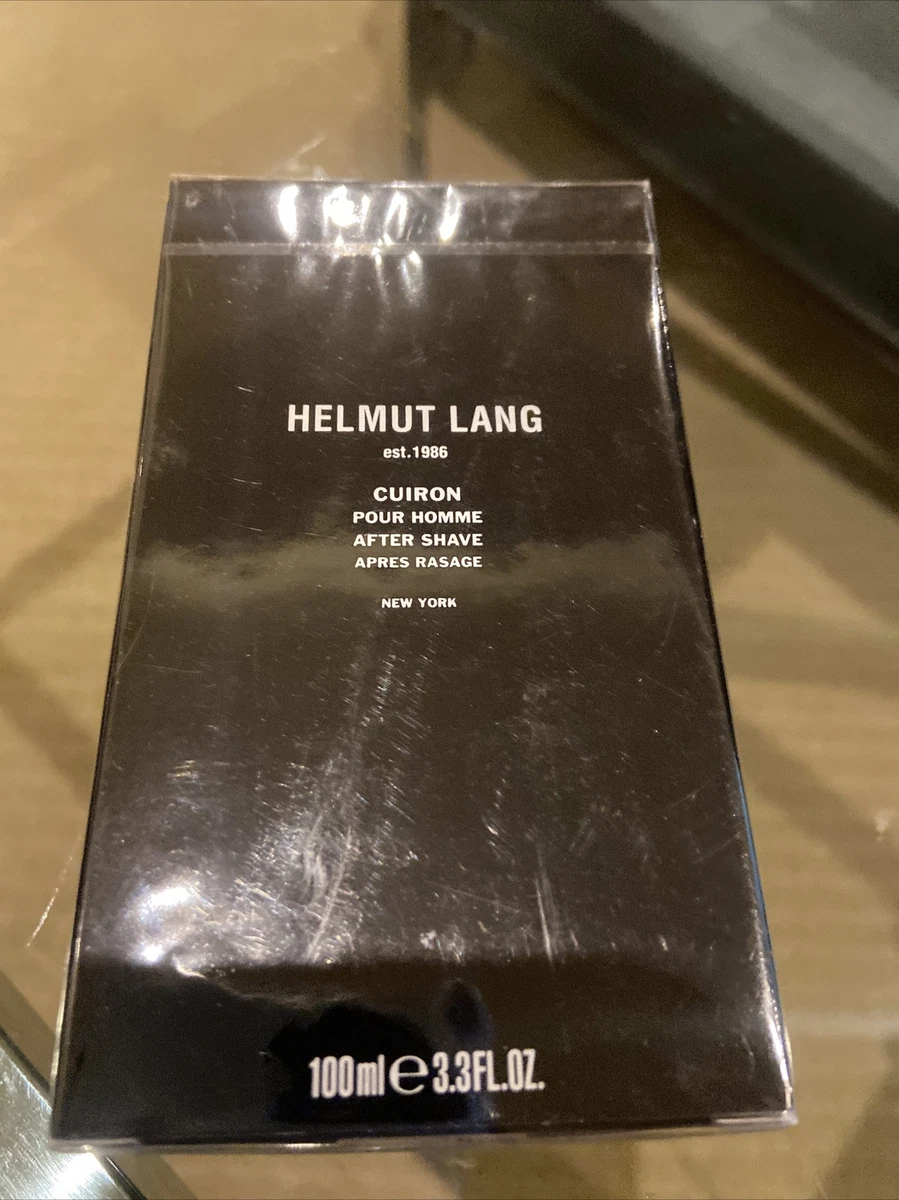 HELMUT LANG
est.1986
CUIRON
POUR HOMME
AFTER SHAVE
APRES RASAGE
NEW YORK
100ml e 3.3FL.OZ.